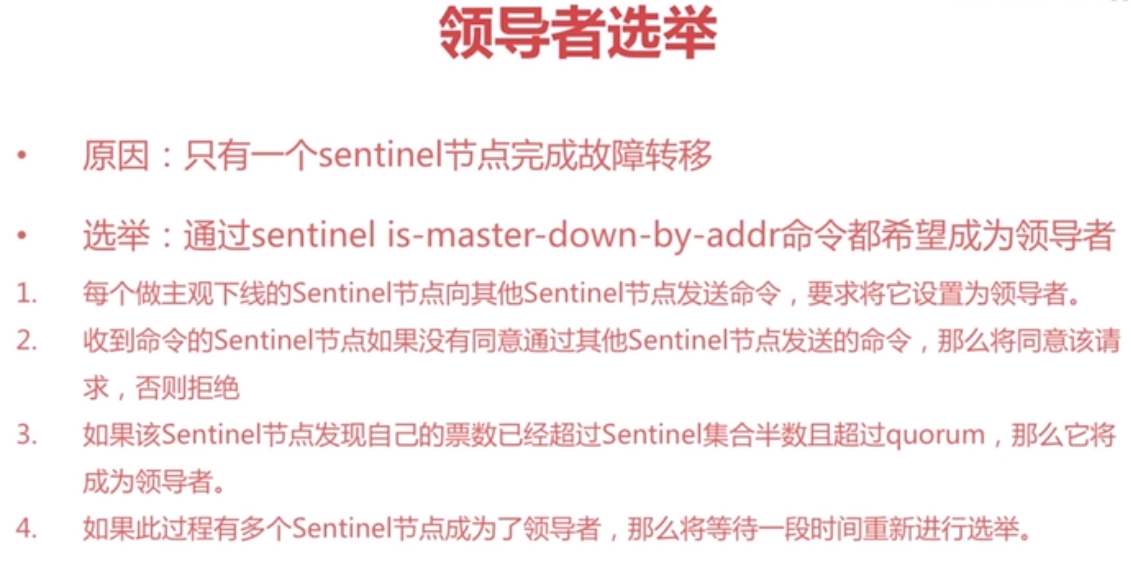 领导者选举
• 原因：只有一个sentinel节点完成故障转移
• 选举：通过sentinel is-master-down-by-addr命令都希望成为领导者
1. 每个做主观下线的Sentinel节点向其他Sentinel节点发送命令，要求将它设置为领导者。
2. 收到命令的Sentinel节点如果没有同意通过其他Sentinel节点发送的命令，那么将同意该请
求，否则拒绝
3. 如果该Sentinel节点发现自己的票数已经超过Sentinel集合半数且超过quorum，那么它将
成为领导者。
4. 如果此过程有多个Sentinel节点成为了领导者，那么将等待一段时间重新进行选举。